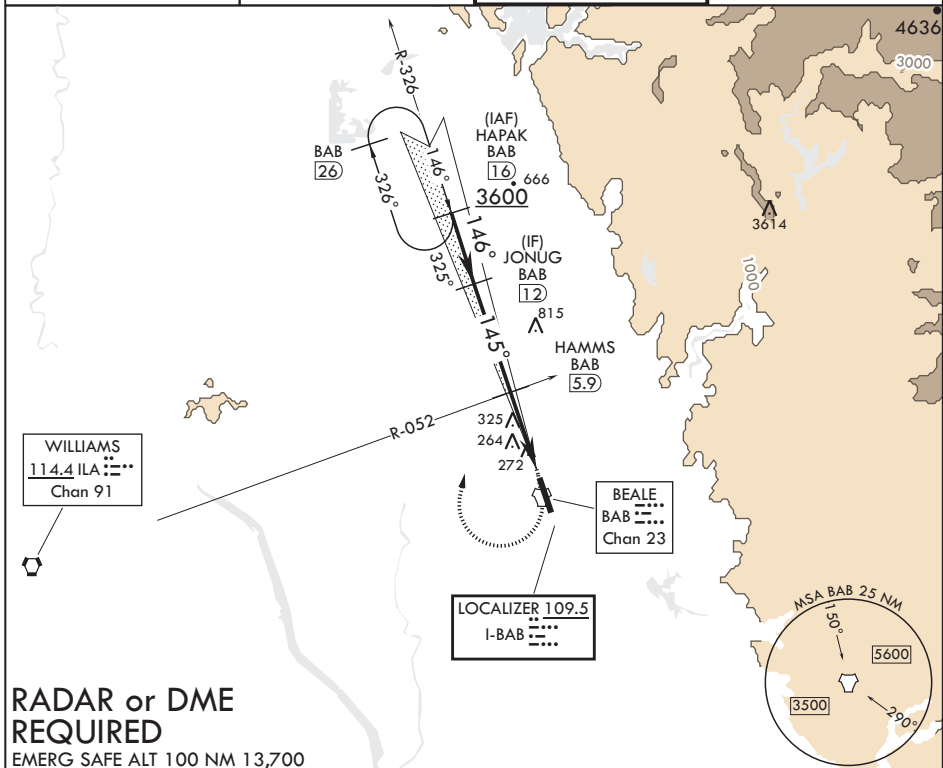 4636
3000
R-326
(IAF)
HAPAK
BAB
16
3600
666
BAB
26
146°
326°
146°
325°
3614
(IF)
JONUG
BAB
12
815
1000
145°
HAMMS
BAB
5.9
R-052
325
264
272
WILLIAMS
114.4 ILA
Chan 91
BEALE
BAB
Chan 23
LOCALIZER 109.5
I-BAB
MSA BAB 25 NM
150°
5600
3500
290°
RADAR or DME
REQUIRED
EMERG SAFE ALT 100 NM 13,700